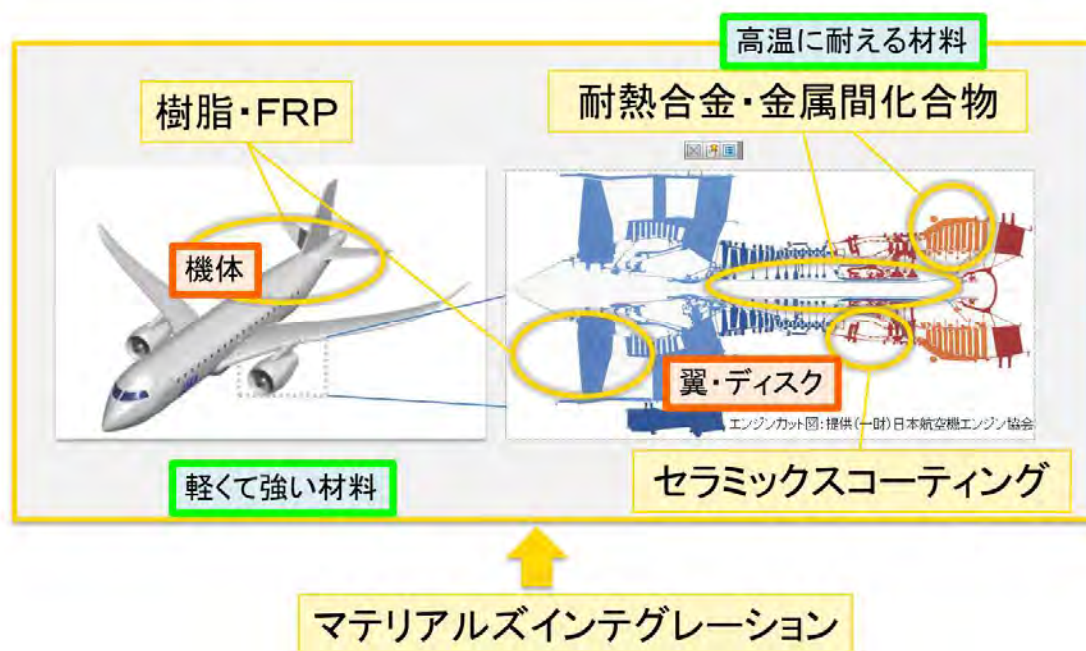 高温に耐える材料
樹脂・FRP
耐熱合金・金属間化合物
機体
翼・ディスク
エンジンカット図:提供(一財)日本航空機エンジン協会
軽くて強い材料
セラミックスコーティング
マテリアルズインテグレーション